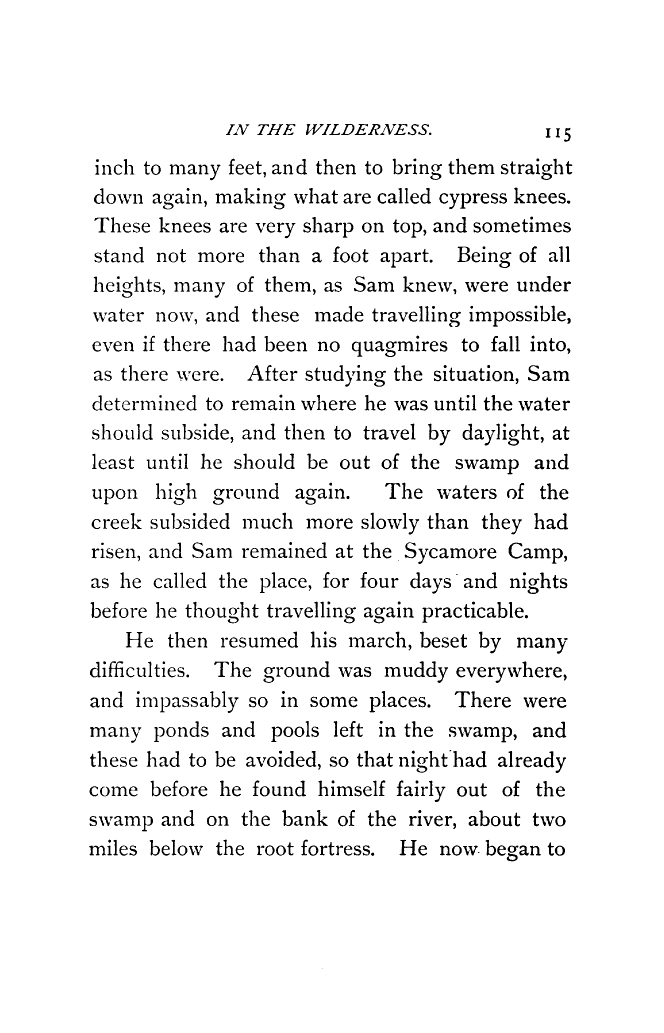 IN THE WILDERNESS. 115
inch to many feet, and then to bring them straight
down again, making what are called cypress knees.
These knees are very sharp on top, and sometimes
stand not more than a foot apart. Being of all
heights, many of them, as Sam knew, were under
water now, and these made travelling impossible,
even if there had been no quagmires to fall into,
as there were. After studying the situation, Sam
determined to remain where he was until the water
should subside, and then to travel by daylight, at
least until he should be out of the swamp and
upon high ground again. The waters of the
creek subsided much more slowly than they had
risen, and Sam remained at the Sycamore Camp,
as he called the place, for four days and nights
before he thought travelling again practicable.
He then resumed his march, beset by many
difficulties. The ground was muddy everywhere,
and impassably so in some places. There were
many ponds and pools left in the swamp, and
these had to be avoided, so that night had already
come before he found himself fairly out of the
swamp and on the bank of the river, about two
miles below the root fortress. He now began to